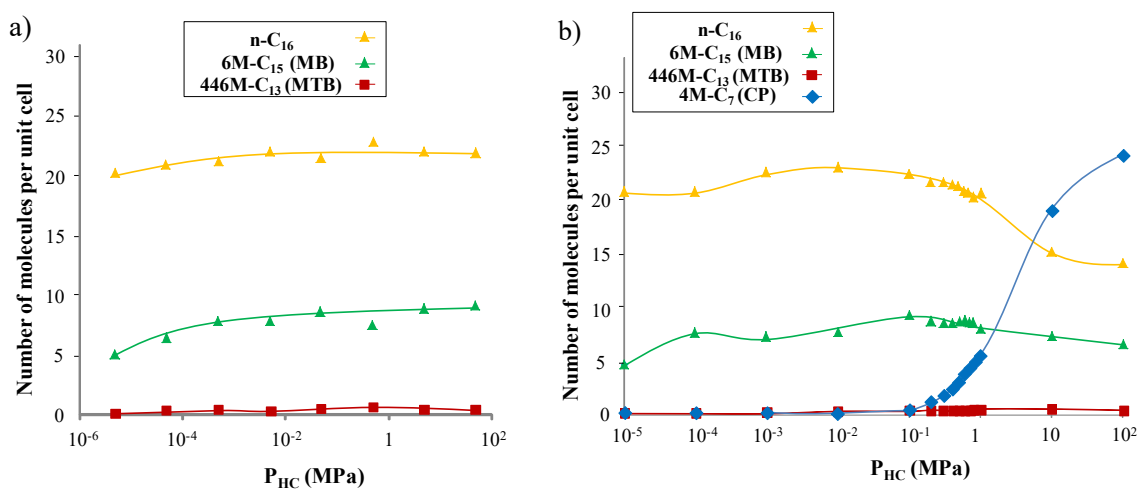 a)
n-C16
6M-C15 (MB)
446M-C13 (MTB)
Number of molecules per unit cell
30
25
20
15
10
5
0
10-6
10-4
10-2
1
102
PHC (MPa)
b)
n-C16
6M-C15 (MB)
446M-C13 (MTB)
4M-C7 (CP)
Number of molecules per unit cell
30
25
20
15
10
5
0
10-5
10-4
10-3
10-2
10-1
1
10
102
PHC (MPa)